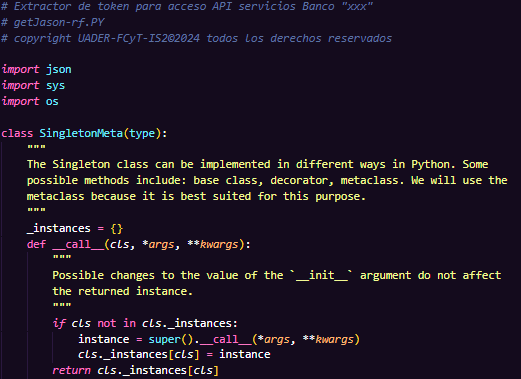 # Extractor de token para acceso API servicios Banco "xxx"
# getJason-rf.PY
# copyright UADER-FCyT-IS2©2024 todos los derechos reservados
import json
import sys
import os
class SingletonMeta(type):
"""
The Singleton class can be implemented in different ways in Python. Some
possible methods include: base class, decorator, metaclass. We will use the
metaclass because it is best suited for this purpose.
"""
_instances = {}
def __call__(cls, *args, **kwargs):
"""
Possible changes to the value of the `__init__` argument do not affect
the returned instance.
"""
if cls not in cls._instances:
instance = super().__call__(*args, **kwargs)
cls._instances[cls] = instance
return cls._instances[cls]